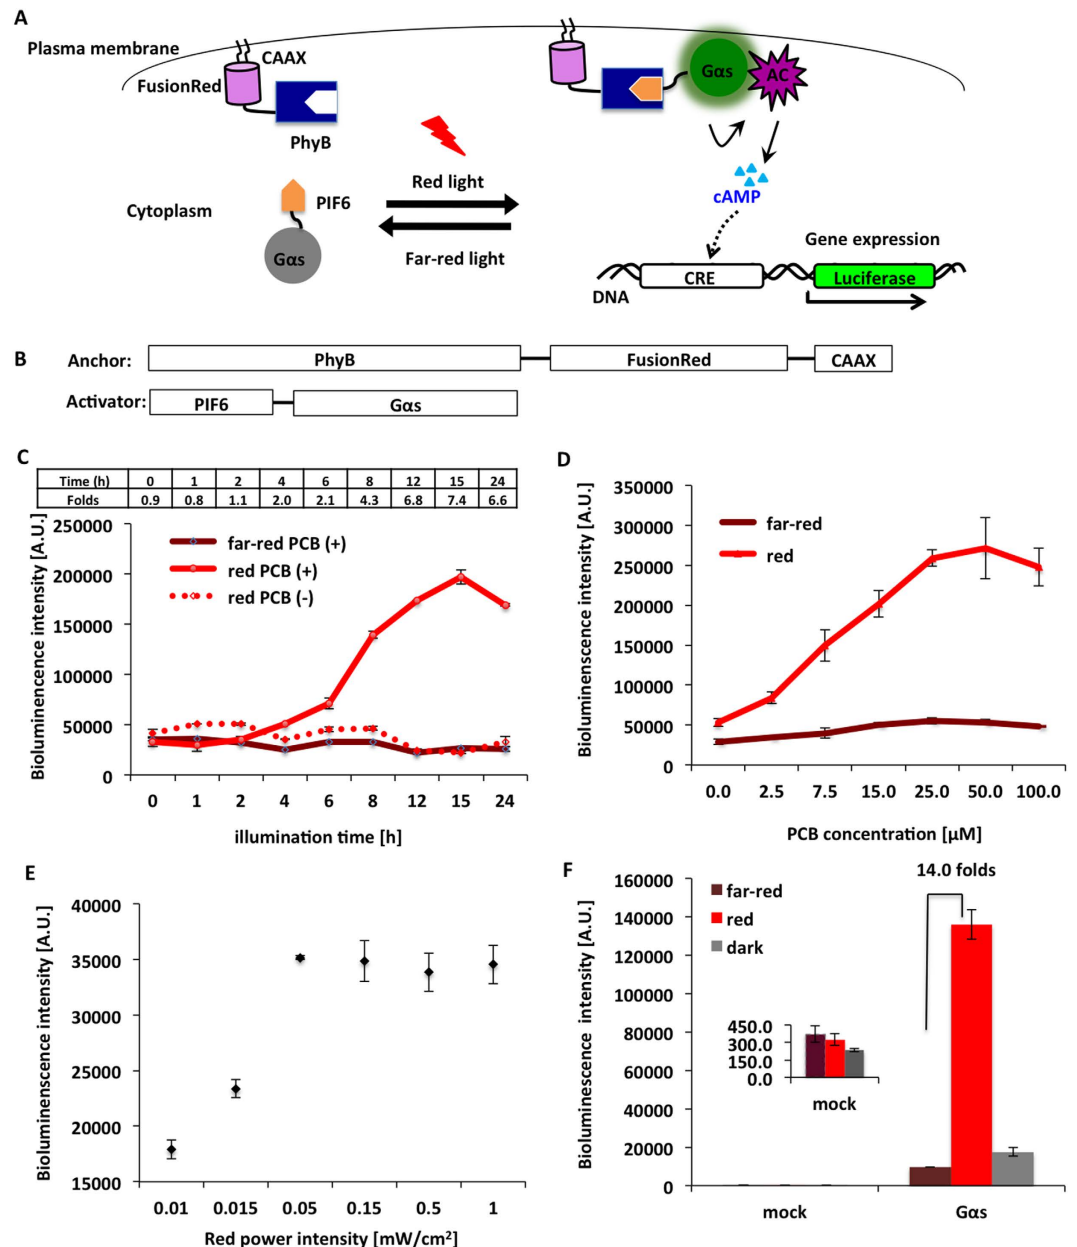 A
Plasma membrane
CAAX
FusionRed
PhyB
Gαs
AC
Red light
Far-red light
PIF6
Cytoplasm
Gαs
cAMP
Gene expression
CRE
Luciferase
DNA
B
Anchor:
PhyB
FusionRed
CAAX
Activator:
PIF6
Gαs
C
Time (h) 0 1 2 4 6 8 12 15 24
Folds 0.9 0.8 1.1 2.0 2.1 4.3 6.8 7.4 6.6
Bioluminencence intensity [A.U.]
250000
200000
150000
100000
50000
0
far-red PCB (+)
red PCB (+)
red PCB (-)
0 1 2 4 6 8 12 15 24
illumination time [h]
D
Bioluminenscence intensity [A.U.]
350000
300000
250000
200000
150000
100000
50000
0
far-red
red
0.0 2.5 7.5 15.0 25.0 50.0 100.0
PCB concentration [μM]
E
Bioluminenscence intensity [A.U.]
40000
35000
30000
25000
20000
15000
0.01 0.015 0.05 0.15 0.5 1
Red power intensity [mW/cm²]
F
Bioluminescence intensity [A.U.]
160000
140000
120000
100000
80000
60000
40000
20000
0
far-red
red
dark
14.0 folds
450.0
300.0
150.0
0.0
mock
mock Gαs